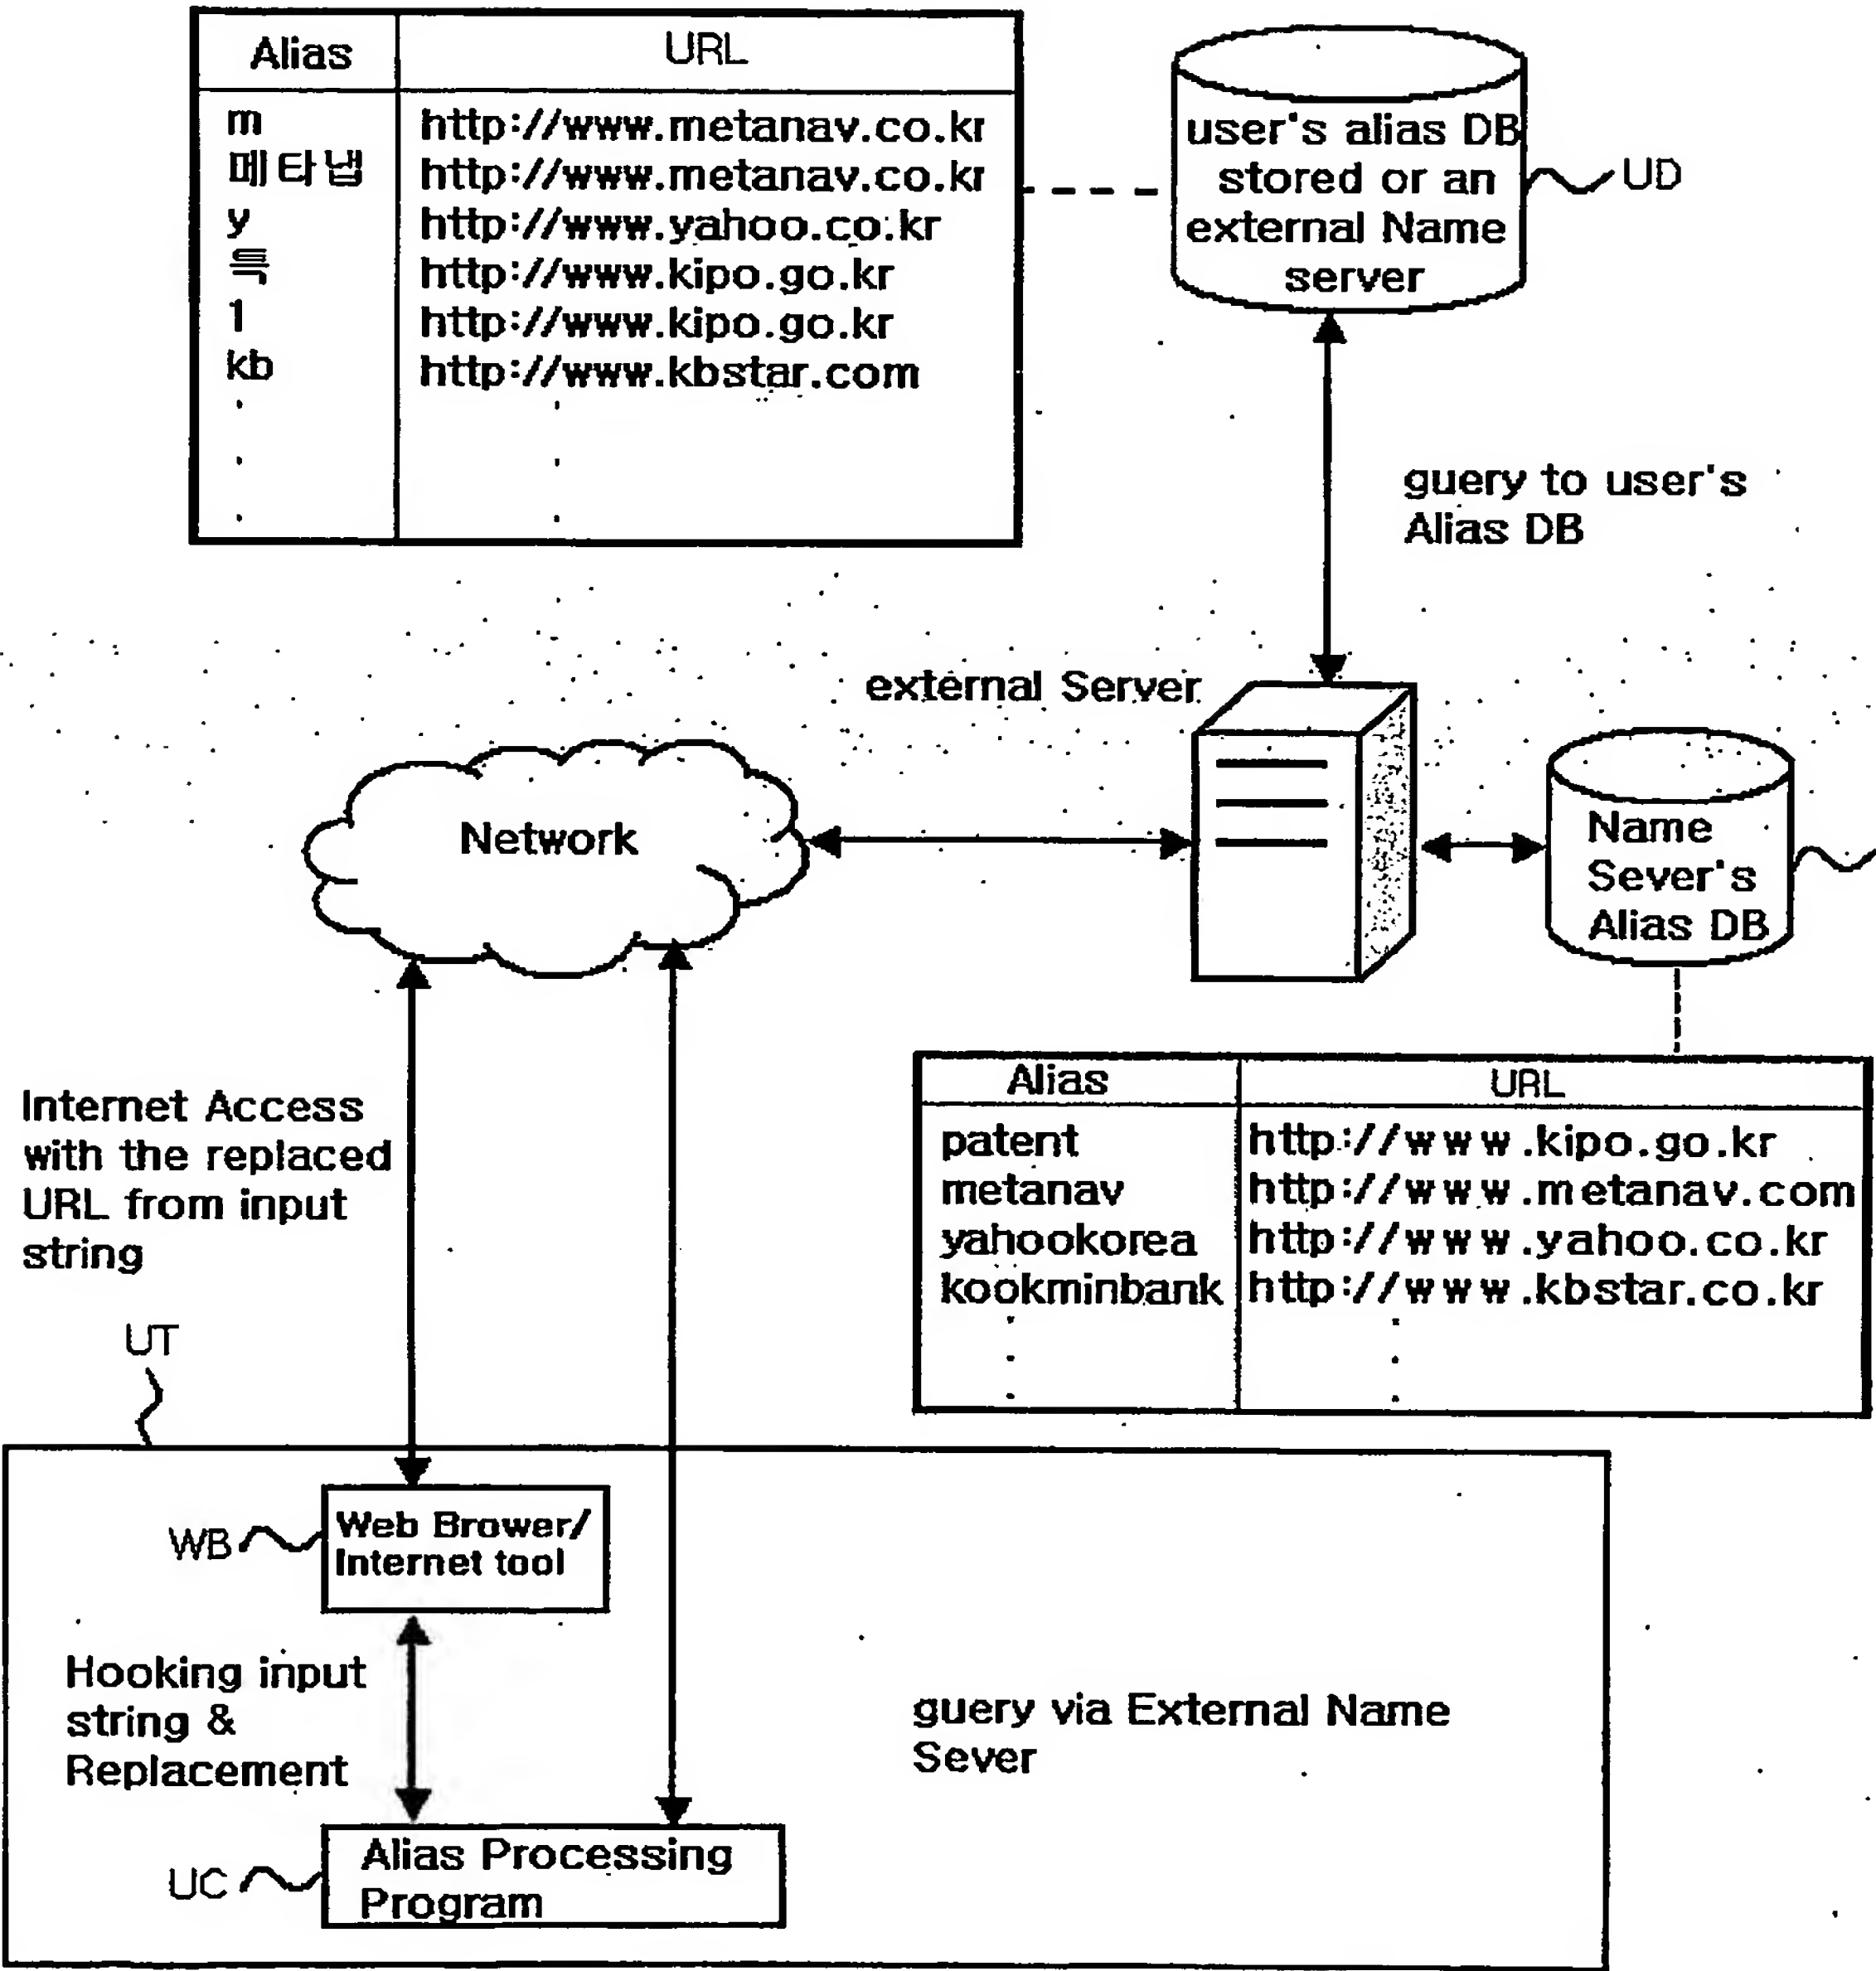 Alias URL
m http://www.metanav.co.kr
메타냅 http://www.metanav.co.kr
y http://www.yahoo.co.kr
특 http://www.kipo.go.kr
1 http://www.kipo.go.kr
kb http://www.kbstar.com
user's alias DB
stored or an
external Name
server
UD
guery to user's
Alias DB
external Server
Network
Name
Sever's
Alias DB
Alias URL
patent http://www.kipo.go.kr
metanav http://www.metanav.com
yahookorea http://www.yahoo.co.kr
kookminbank http://www.kbstar.co.kr
Internet Access
with the replaced
URL from input
string
UT
WB
Web Brower/
Internet tool
Hooking input
string &
Replacement
guery via External Name
Sever
UC
Alias Processing
Program